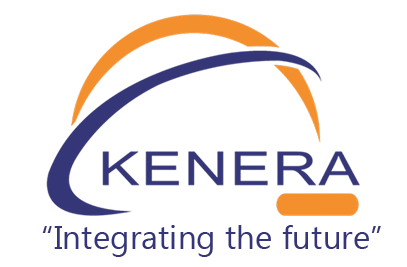 KENERA
“Integrating the future”